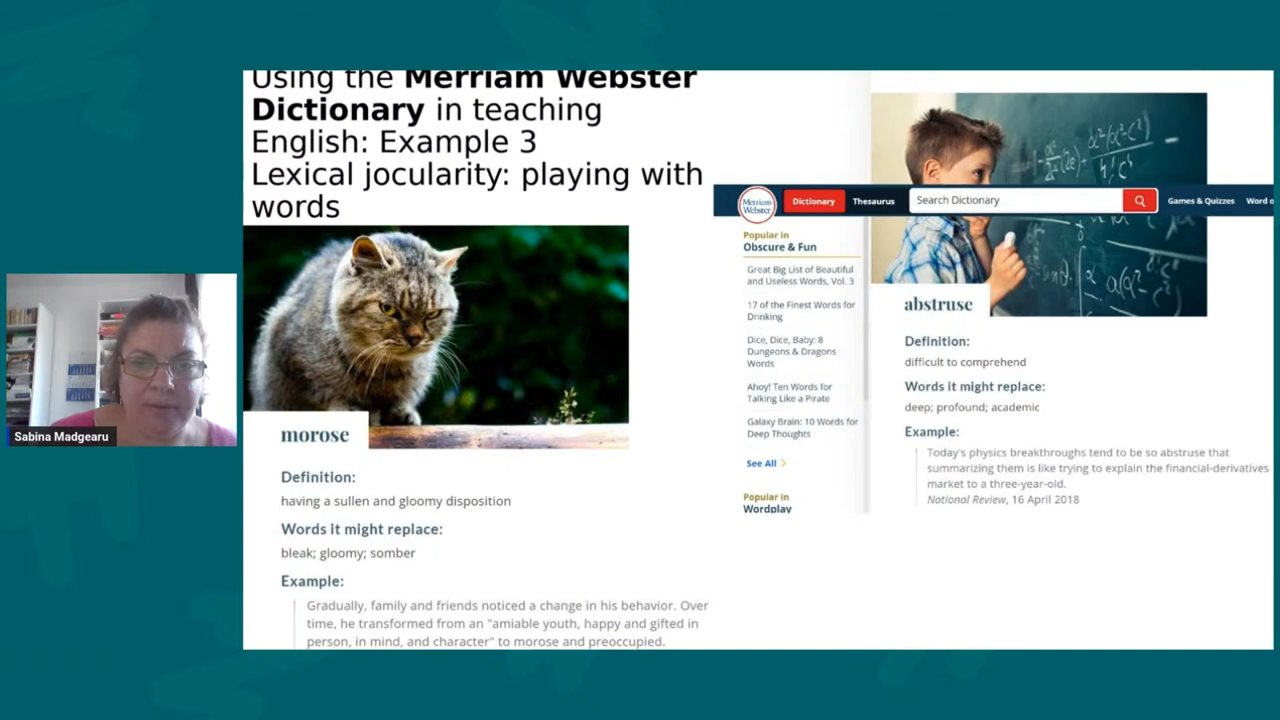 Using the Merriam Webster
Dictionary in teaching
English: Example 3
Lexical jocularity: playing with
words
morose
Definition:
having a sullen and gloomy disposition
Words it might replace:
bleak; gloomy; somber
Example:
Gradually, family and friends noticed a change in his behavior. Over
time, he transformed from an "amiable youth, happy and gifted in
person, in mind, and character" to morose and preoccupied.
Merriam
Webster
Dictionary
Thesaurus
Search Dictionary
Games & Quizzes
Word o
Popular in
Obscure & Fun
Great Big List of Beautiful
and Useless Words, Vol. 3
17 of the Finest Words for
Drinking
Dice, Dice, Baby: 8
Dungeons & Dragons
Words
Ahoy! Ten Words for
Talking Like a Pirate
Galaxy Brain: 10 Words for
Deep Thoughts
See All >
Popular in
Wordplay
abstruse
Definition:
difficult to comprehend
Words it might replace:
deep; profound; academic
Example:
Today's physics breakthroughs tend to be so abstruse that
summarizing them is like trying to explain the financial-derivatives
market to a three-year-old.
National Review, 16 April 2018
Sabina Madgearu